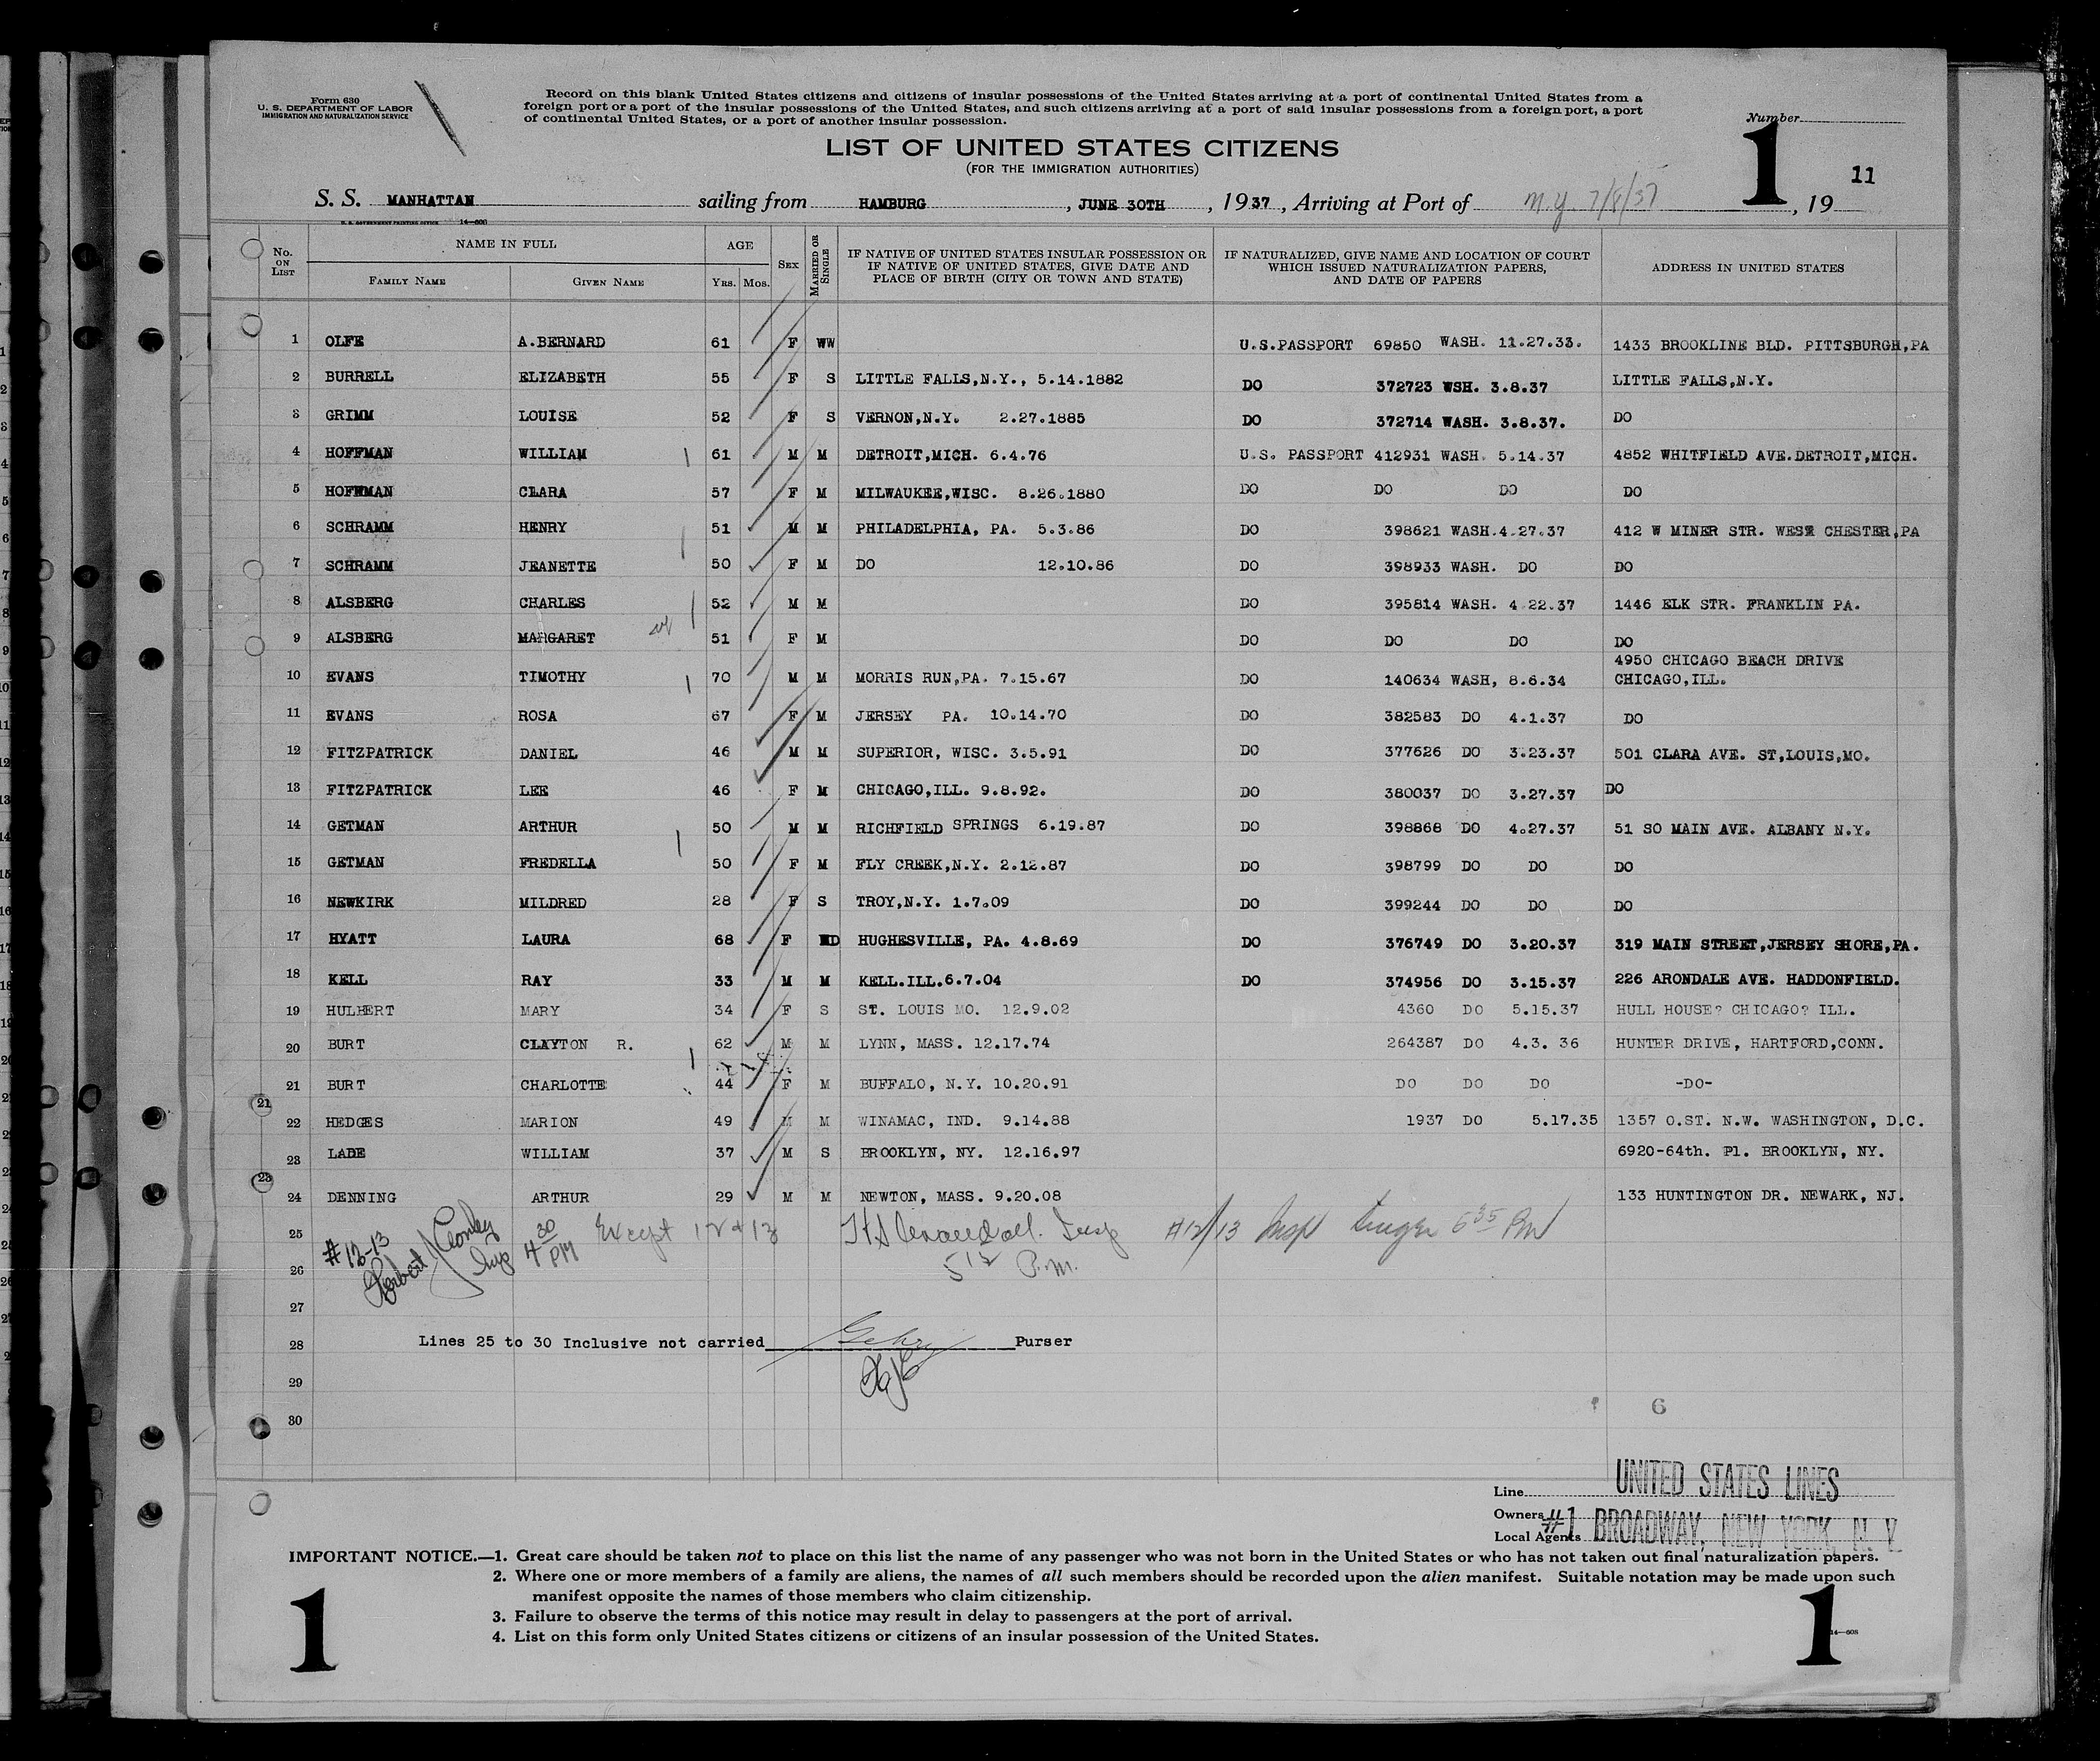 Form 630
U. S. DEPARTMENT OF LABOR
IMMIGRATION AND NATURALIZATION SERVICE
Record on this blank United States citizens and citizens of insular possessions of the United States arriving at a port of continental United States from a
foreign port or a port of the insular possessions of the United States, and such citizens arriving at a port of said insular possessions from a foreign port, a port
of continental United States, or a port of another insular possession.
Number
1
11
LIST OF UNITED STATES CITIZENS
(FOR THE IMMIGRATION AUTHORITIES)
S. S. MANHATTAN sailing from HAMBURG, JUNE 30TH, 1937, Arriving at Port of N.Y. 7/8/37, 19
U. S. GOVERNMENT PRINTING OFFICE 14—600
No. ON LIST
NAME IN FULL
FAMILY NAME GIVEN NAME
AGE
YRS. MOS.
SEX
MARRIED OR SINGLE
IF NATIVE OF UNITED STATES INSULAR POSSESSION OR
IF NATIVE OF UNITED STATES, GIVE DATE AND
PLACE OF BIRTH (CITY OR TOWN AND STATE)
IF NATURALIZED, GIVE NAME AND LOCATION OF COURT
WHICH ISSUED NATURALIZATION PAPERS,
AND DATE OF PAPERS
ADDRESS IN UNITED STATES
1 OLFE A.BERNARD 61 F WW U.S.PASSPORT 69850 WASH. 11.27.33. 1433 BROOKLINE BLD. PITTSBURGH,PA
2 BURRELL ELIZABETH 55 F S LITTLE FALLS,N.Y., 5.14.1882 DO 372723 WSH. 3.8.37 LITTLE FALLS,N.Y.
3 GRIMM LOUISE 52 F S VERNON,N.Y. 2.27.1885 DO 372714 WASH. 3.8.37. DO
4 HOFFMAN WILLIAM 61 M M DETROIT,MICH. 6.4.76 U.S. PASSPORT 412931 WASH. 5.14.37 4852 WHITFIELD AVE.DETROIT,MICH.
5 HOFFMAN CLARA 57 F M MILWAUKEE,WISC. 8.26.1880 DO DO DO DO
6 SCHRAMM HENRY 51 M M PHILADELPHIA, PA. 5.3.86 DO 398621 WASH.4.27.37 412 W MINER STR. WEST CHESTER,PA
7 SCHRAMM JEANETTE 50 F M DO 12.10.86 DO 398933 WASH. DO DO
8 ALSBERG CHARLES 52 M M DO 395814 WASH. 4.22.37 1446 ELK STR. FRANKLIN PA.
9 ALSBERG MARGARET 51 F M DO DO DO DO
10 EVANS TIMOTHY 70 M M MORRIS RUN,PA. 7.15.67 DO 140634 WASH, 8.6.34 4950 CHICAGO BEACH DRIVE
CHICAGO,ILL.
11 EVANS ROSA 67 F M JERSEY PA. 10.14.70 DO 382583 DO 4.1.37 DO
12 FITZPATRICK DANIEL 46 M M SUPERIOR, WISC. 3.5.91 DO 377626 DO 3.23.37 501 CLARA AVE. ST,LOUIS,MO.
13 FITZPATRICK LEE 46 F M CHICAGO,ILL. 9.8.92. DO 380037 DO 3.27.37 DO
14 GETMAN ARTHUR 50 M M RICHFIELD SPRINGS 6.19.87 DO 398868 DO 4.27.37 51 SO MAIN AVE. ALBANY N.Y.
15 GETMAN FREDELLA 50 F M FLY CREEK,N.Y. 2.12.87 DO 398799 DO DO DO
16 NEWKIRK MILDRED 28 F S TROY,N.Y. 1.7.09 DO 399244 DO DO DO
17 HYATT LAURA 68 F WD HUGHESVILLE, PA. 4.8.69 DO 376749 DO 3.20.37 319 MAIN STREET,JERSEY SHORE,PA.
18 KELL RAY 33 M M KELL.ILL.6.7.04 DO 374956 DO 3.15.37 226 ARONDALE AVE. HADDONFIELD.
19 HULBERT MARY 34 F S ST. LOUIS MO. 12.9.02 4360 DO 5.15.37 HULL HOUSE? CHICAGO? ILL.
20 BURT CLAYTON R. 62 M M LYNN, MASS. 12.17.74 264387 DO 4.3. 36 HUNTER DRIVE, HARTFORD,CONN.
21 BURT CHARLOTTE 44 F M BUFFALO, N.Y. 10.20.91 DO DO DO -DO-
22 HEDGES MARION 49 M M WINAMAC, IND. 9.14.88 1937 DO 5.17.35 1357 O.ST. N.W. WASHINGTON, D.C.
23 LADE WILLIAM 37 M S BROOKLYN, NY. 12.16.97 6920-64th. Pl. BROOKLYN, NY.
24 DENNING ARTHUR 29 M M NEWTON, MASS. 9.20.08 133 HUNTINGTON DR. NEWARK, NJ.
25 #12-13 4 30 PM Except 12 + 13 Insp #12/13 Insp 6 35 PM
26 5 12 P.M.
27
28 Lines 25 to 30 Inclusive not carried Purser
29
30
6
Line UNITED STATES LINES
Owners
Local Agents #1 BROADWAY, NEW YORK, N. Y.
IMPORTANT NOTICE.—1. Great care should be taken not to place on this list the name of any passenger who was not born in the United States or who has not taken out final naturalization papers.
2. Where one or more members of a family are aliens, the names of all such members should be recorded upon the alien manifest. Suitable notation may be made upon such
manifest opposite the names of those members who claim citizenship.
3. Failure to observe the terms of this notice may result in delay to passengers at the port of arrival.
4. List on this form only United States citizens or citizens of an insular possession of the United States.
1
1
14—608